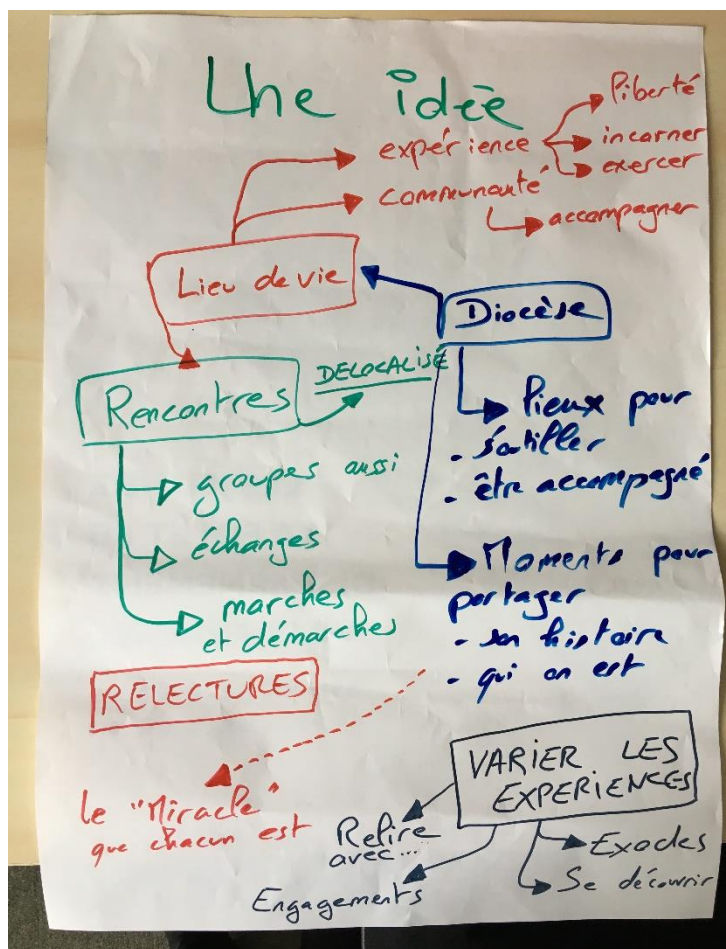 Une idée
expérience
liberté
incarner
exercer
communauté
accompagner
Lieu de vie
Diocèse
Rencontres
DELOCALISÉ
lieux pour
- s'outiller
- être accompagné
groupes aussi
échanges
marches
et démarches
Moments pour
partager
- son histoire
- qui on est
RELECTURES
le "Miracle"
que chacun est
VARIER LES
EXPERIENCES
Relire
avec...
Engagements
Exodes
Se découvrir